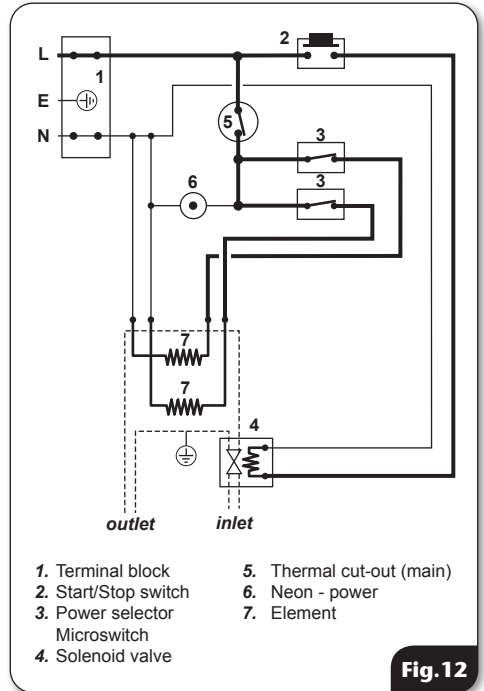 2
L
1
E
5
N
3
3
6
7
7
4
outlet
inlet
1. Terminal block
2. Start/Stop switch
3. Power selector
Microswitch
4. Solenoid valve
5. Thermal cut-out (main)
6. Neon - power
7. Element
Fig.12